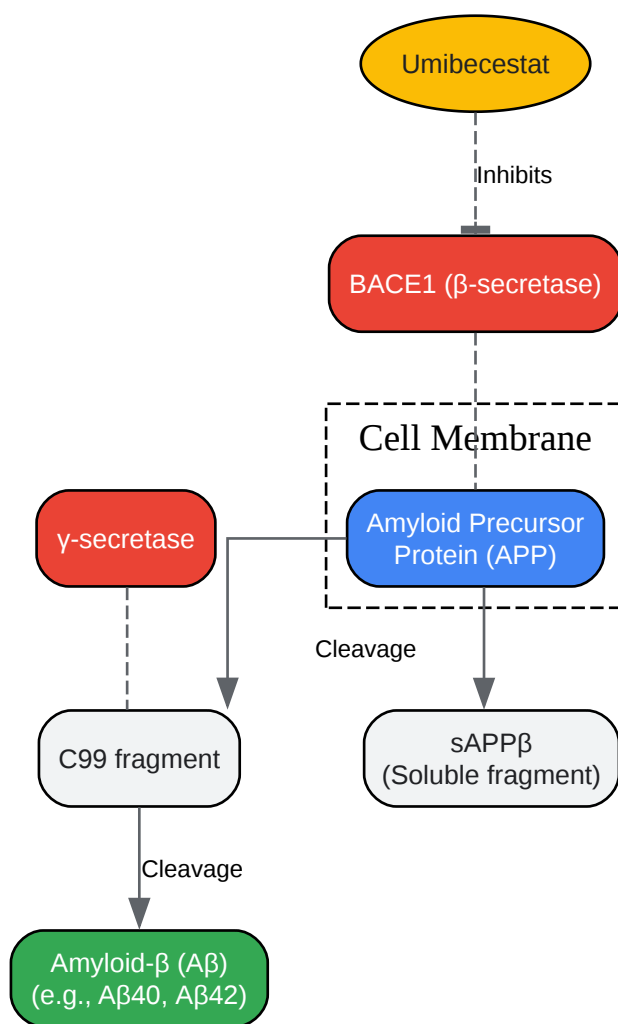 Umibecestat
Inhibits
BACE1 (β-secretase)
Cell Membrane
γ-secretase
Amyloid Precursor
Protein (APP)
Cleavage
C99 fragment
sAPPβ
(Soluble fragment)
Cleavage
Amyloid-β (Aβ)
(e.g., Aβ40, Aβ42)